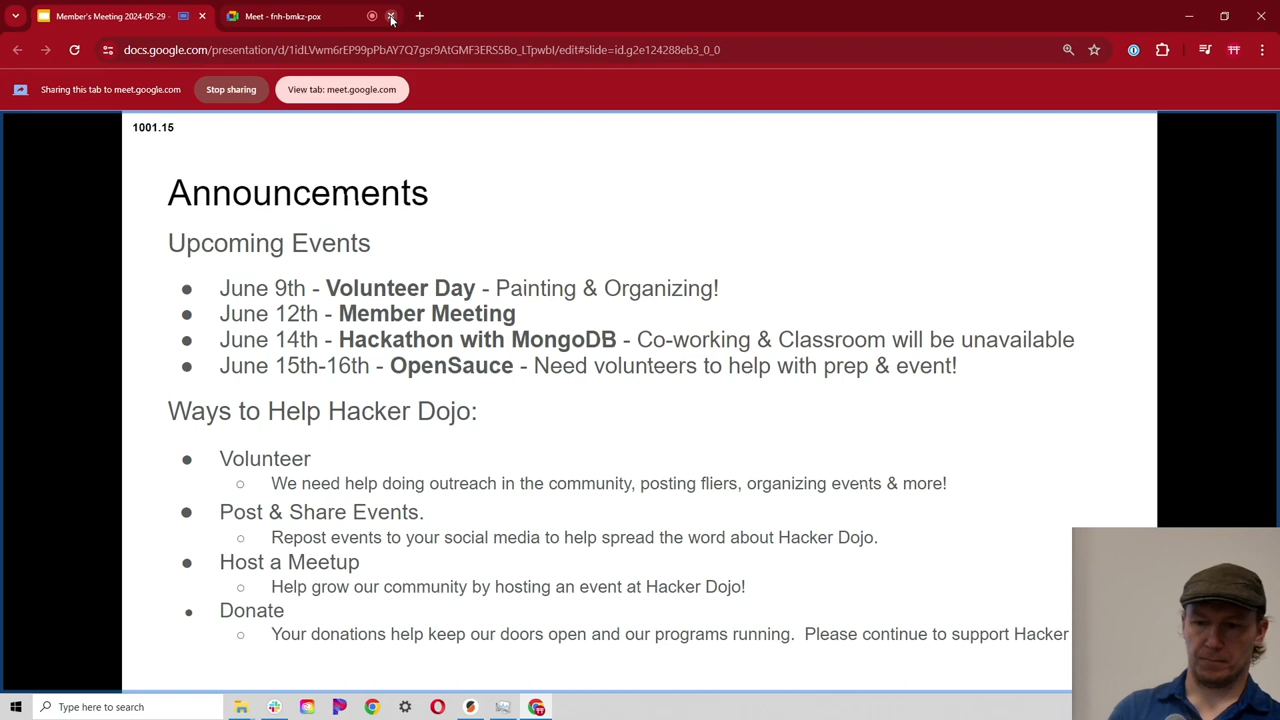 Member's Meeting 2024-05-29 -
Meet - fnh-bmkz-pox
docs.google.com/presentation/d/1idLVwm6rEP99pPbAY7Q7gsr9AtGMF3ERS5Bo_LTpwbI/edit#slide=id.g2e124288eb3_0_0
Sharing this tab to meet.google.com
Stop sharing
View tab: meet.google.com
1001.15
Announcements
Upcoming Events
● June 9th - Volunteer Day - Painting & Organizing!
● June 12th - Member Meeting
● June 14th - Hackathon with MongoDB - Co-working & Classroom will be unavailable
● June 15th-16th - OpenSauce - Need volunteers to help with prep & event!
Ways to Help Hacker Dojo:
● Volunteer
○ We need help doing outreach in the community, posting fliers, organizing events & more!
● Post & Share Events.
○ Repost events to your social media to help spread the word about Hacker Dojo.
● Host a Meetup
○ Help grow our community by hosting an event at Hacker Dojo!
● Donate
○ Your donations help keep our doors open and our programs running. Please continue to support Hacker
Type here to search